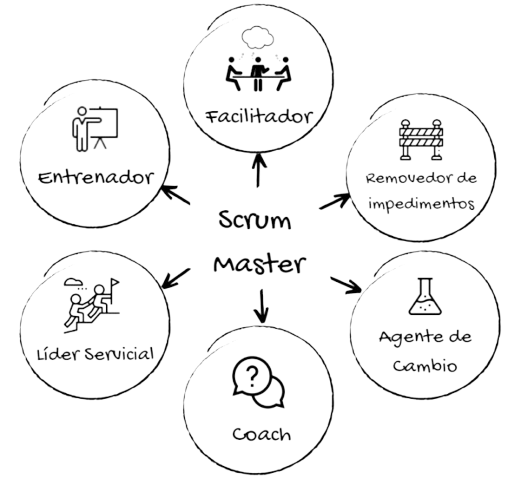 Facilitador
Entrenador
Removedor de
impedimentos
Scrum
Master
Líder Servicial
Agente de
Cambio
?
Coach